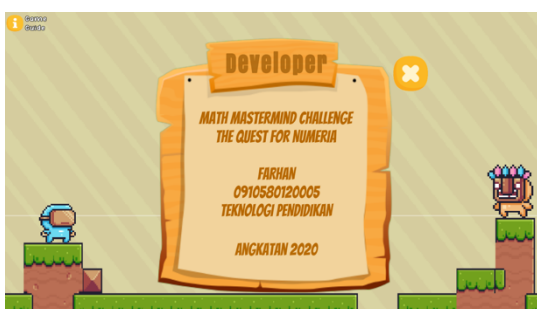 Game
Guide
Developer
MATH MASTERMIND CHALLENGE
THE QUEST FOR NUMERIA
FARHAN
0910580120005
TEKNOLOGI PENDIDIKAN
ANGKATAN 2020